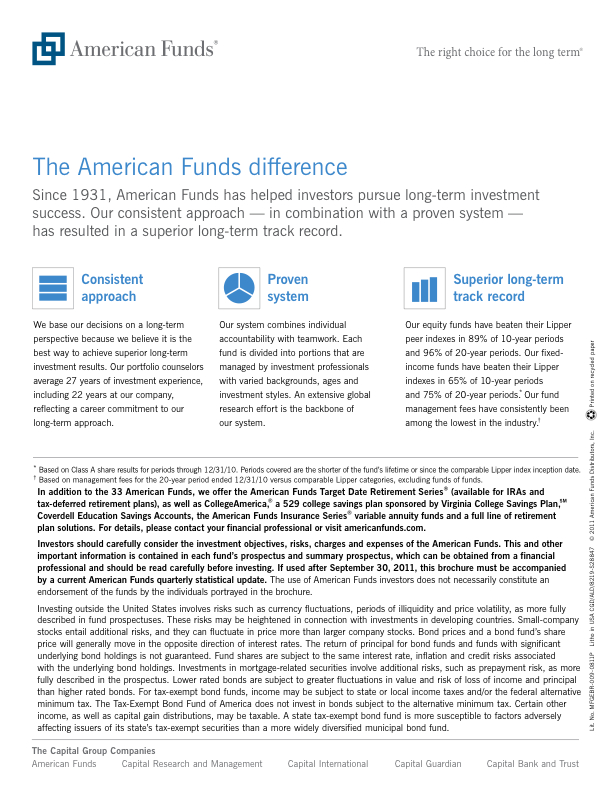 American Funds®
The right choice for the long term®
The American Funds difference
Since 1931, American Funds has helped investors pursue long-term investment
success. Our consistent approach — in combination with a proven system —
has resulted in a superior long-term track record.
Consistent
approach
We base our decisions on a long-term
perspective because we believe it is the
best way to achieve superior long-term
investment results. Our portfolio counselors
average 27 years of investment experience,
including 22 years at our company,
reflecting a career commitment to our
long-term approach.
Proven
system
Our system combines individual
accountability with teamwork. Each
fund is divided into portions that are
managed by investment professionals
with varied backgrounds, ages and
investment styles. An extensive global
research effort is the backbone of
our system.
Superior long-term
track record
Our equity funds have beaten their Lipper
peer indexes in 89% of 10-year periods
and 96% of 20-year periods. Our fixed-
income funds have beaten their Lipper
indexes in 65% of 10-year periods
and 75% of 20-year periods.* Our fund
management fees have consistently been
among the lowest in the industry.†
* Based on Class A share results for periods through 12/31/10. Periods covered are the shorter of the fund's lifetime or since the comparable Lipper index inception date.
† Based on management fees for the 20-year period ended 12/31/10 versus comparable Lipper categories, excluding funds of funds.
In addition to the 33 American Funds, we offer the American Funds Target Date Retirement Series® (available for IRAs and
tax-deferred retirement plans), as well as CollegeAmerica,® a 529 college savings plan sponsored by Virginia College Savings Plan,℠
Coverdell Education Savings Accounts, the American Funds Insurance Series® variable annuity funds and a full line of retirement
plan solutions. For details, please contact your financial professional or visit americanfunds.com.
Investors should carefully consider the investment objectives, risks, charges and expenses of the American Funds. This and other
important information is contained in each fund's prospectus and summary prospectus, which can be obtained from a financial
professional and should be read carefully before investing. If used after September 30, 2011, this brochure must be accompanied
by a current American Funds quarterly statistical update. The use of American Funds investors does not necessarily constitute an
endorsement of the funds by the individuals portrayed in the brochure.
Investing outside the United States involves risks such as currency fluctuations, periods of illiquidity and price volatility, as more fully
described in fund prospectuses. These risks may be heightened in connection with investments in developing countries. Small-company
stocks entail additional risks, and they can fluctuate in price more than larger company stocks. Bond prices and a bond fund's share
price will generally move in the opposite direction of interest rates. The return of principal for bond funds and funds with significant
underlying bond holdings is not guaranteed. Fund shares are subject to the same interest rate, inflation and credit risks associated
with the underlying bond holdings. Investments in mortgage-related securities involve additional risks, such as prepayment risk, as more
fully described in the prospectus. Lower rated bonds are subject to greater fluctuations in value and risk of loss of income and principal
than higher rated bonds. For tax-exempt bond funds, income may be subject to state or local income taxes and/or the federal alternative
minimum tax. The Tax-Exempt Bond Fund of America does not invest in bonds subject to the alternative minimum tax. Certain other
income, as well as capital gain distributions, may be taxable. A state tax-exempt bond fund is more susceptible to factors adversely
affecting issuers of its state's tax-exempt securities than a more widely diversified municipal bond fund.
The Capital Group Companies
American Funds Capital Research and Management Capital International Capital Guardian Capital Bank and Trust
Lit. No. MFGEBR-009-0811P Litho in USA CGD/ALD/8219-S28847 © 2011 American Funds Distributors, Inc. Printed on recycled paper